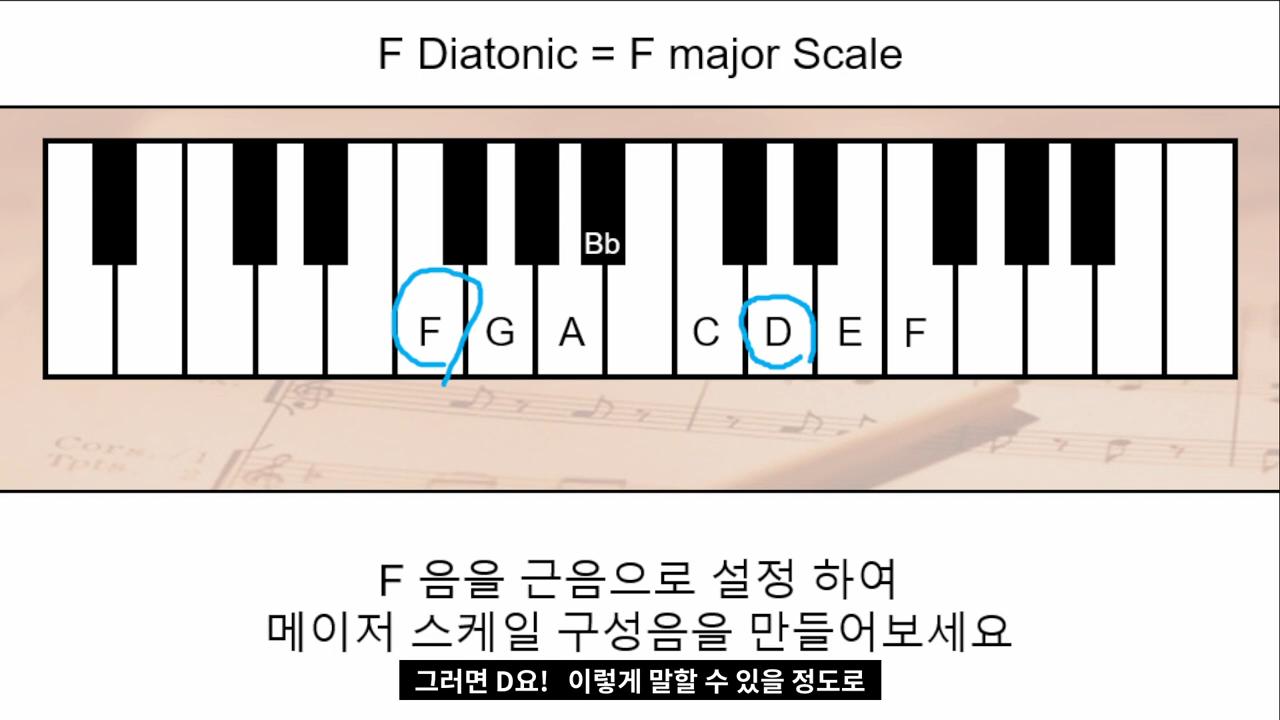 F Diatonic = F major Scale
Bb
F G A C D E F
Cors.
Tpts.
F 음을 근음으로 설정 하여
메이저 스케일 구성음을 만들어보세요
그러면 D요! 이렇게 말할 수 있을 정도로